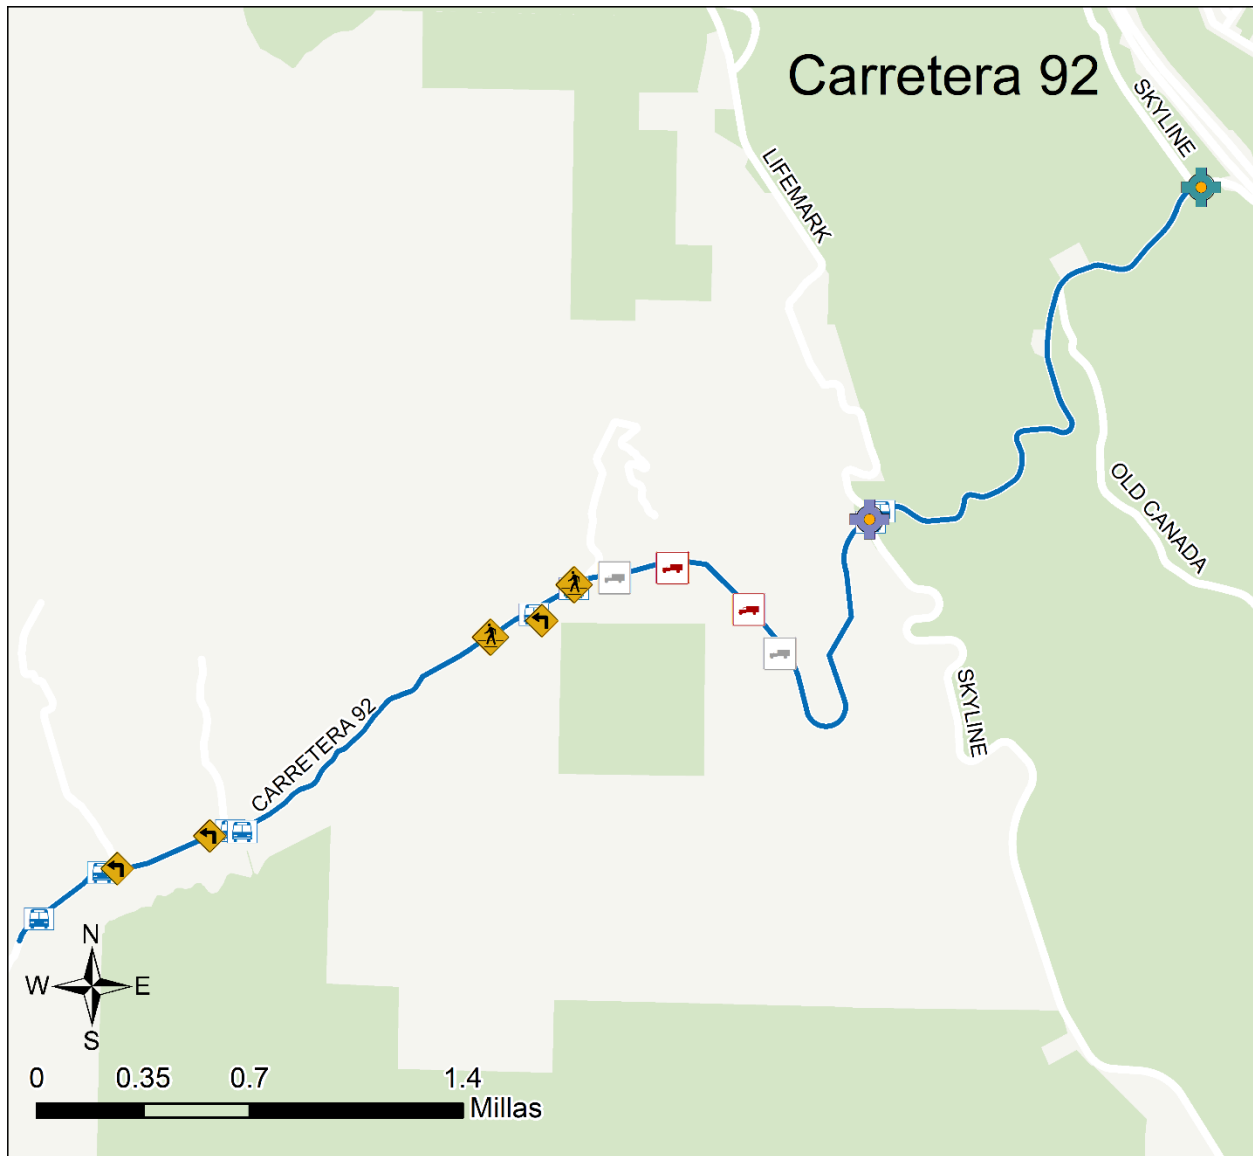 Carretera 92
SKYLINE
LIFEMARK
OLD CANADA
SKYLINE
CARRETERA 92
N
W E
S
0 0.35 0.7 1.4
Millas